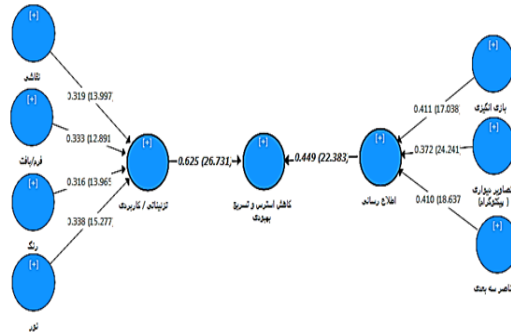 [+]
نقاشی
0.319 (13.997)
[+]
فرم/بافت
0.333 (12.891
[+]
رنگ
0.316 (13.965
[+]
نور
0.338 (15.277)
[+]
تزئیناتی / کاربردی
0.625 (26.731)
[+]
کاهش استرس و تسریع
بهبودی
0.449 (22.383)
[+]
اطلاع رسانی
[+]
بازی انگیزی
0.411 (17.038)
[+]
تصاویر دیواری
( پیکتوگرام)
0.372 (24.241)
[+]
ناصر سه بعدی
0.410 (18.637